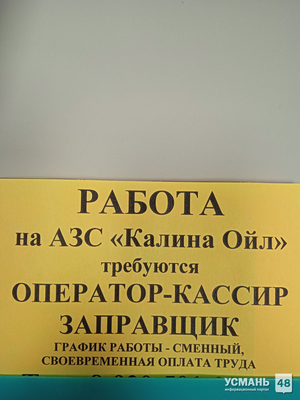 РАБОТА
на АЗС «Калина Ойл»
требуются
ОПЕРАТОР-КАССИР
ЗАПРАВЩИК
ГРАФИК РАБОТЫ - СМЕННЫЙ,
СВОЕВРЕМЕННАЯ ОПЛАТА ТРУДА
УСМАНЬ 48